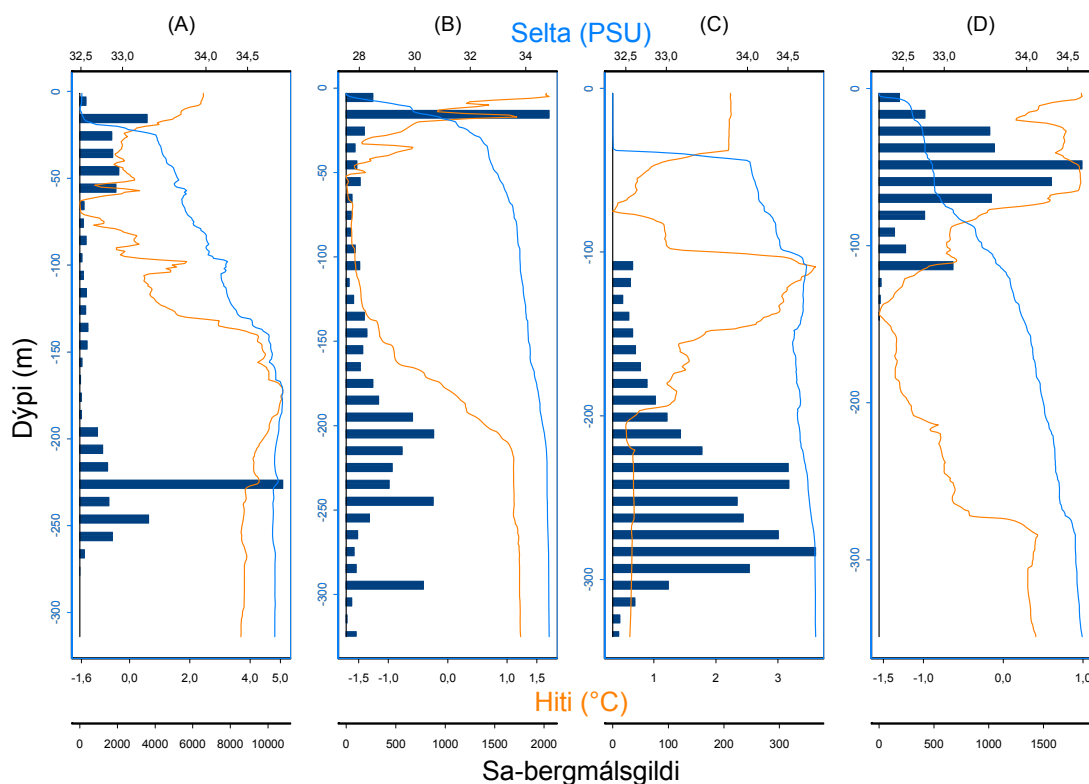 (A) (B) (C) (D)
Selta (PSU)
32,5 33,0 34,0 34,5
28 30 32 34
32,5 33,0 34,0 34,5
32,5 33,0 34,0 34,5
Dýpi (m)
0 -50 -100 -150 -200 -250 -300
0 -50 -100 -150 -200 -250 -300
0 -100 -200 -300
0 -100 -200 -300
-1,6 0,0 4,0 5,0
-1,6 -1,0 0,0 1,0 1,5
1 2 3
-1,5 -1,0 0,0 1,0
Hiti (°C)
0 2000 4000 6000 8000 10000
0 500 1000 1500 2000
0 100 200 300
0 500 1000 1500
Sa-bergmálsgildi